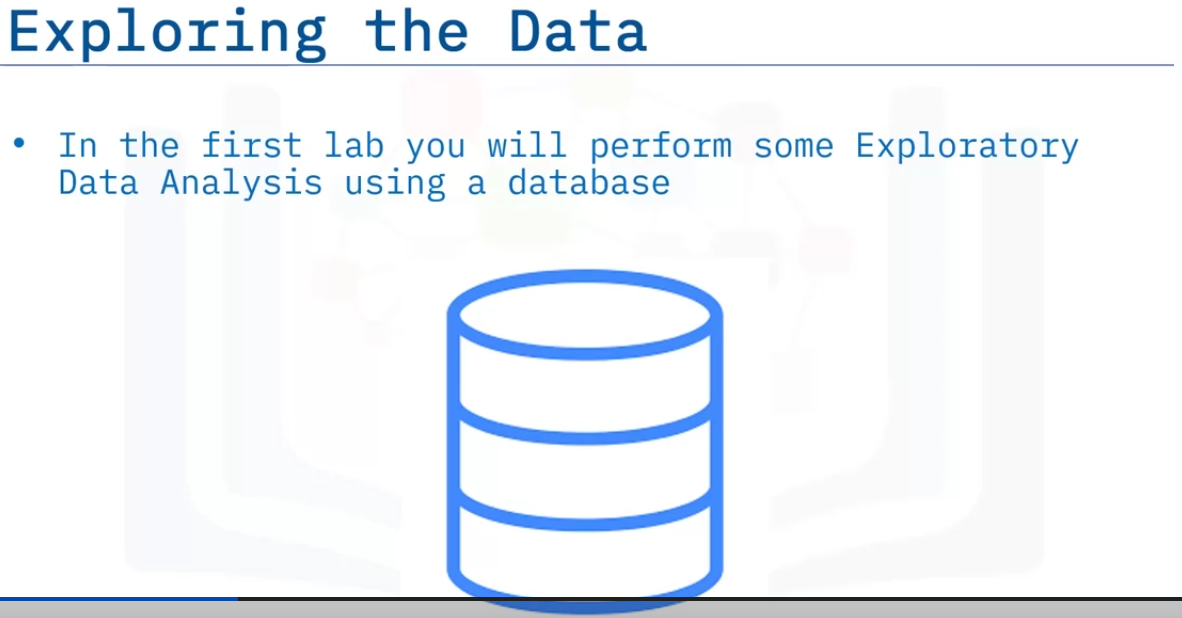 Exploring the Data
• In the first lab you will perform some Exploratory
Data Analysis using a database